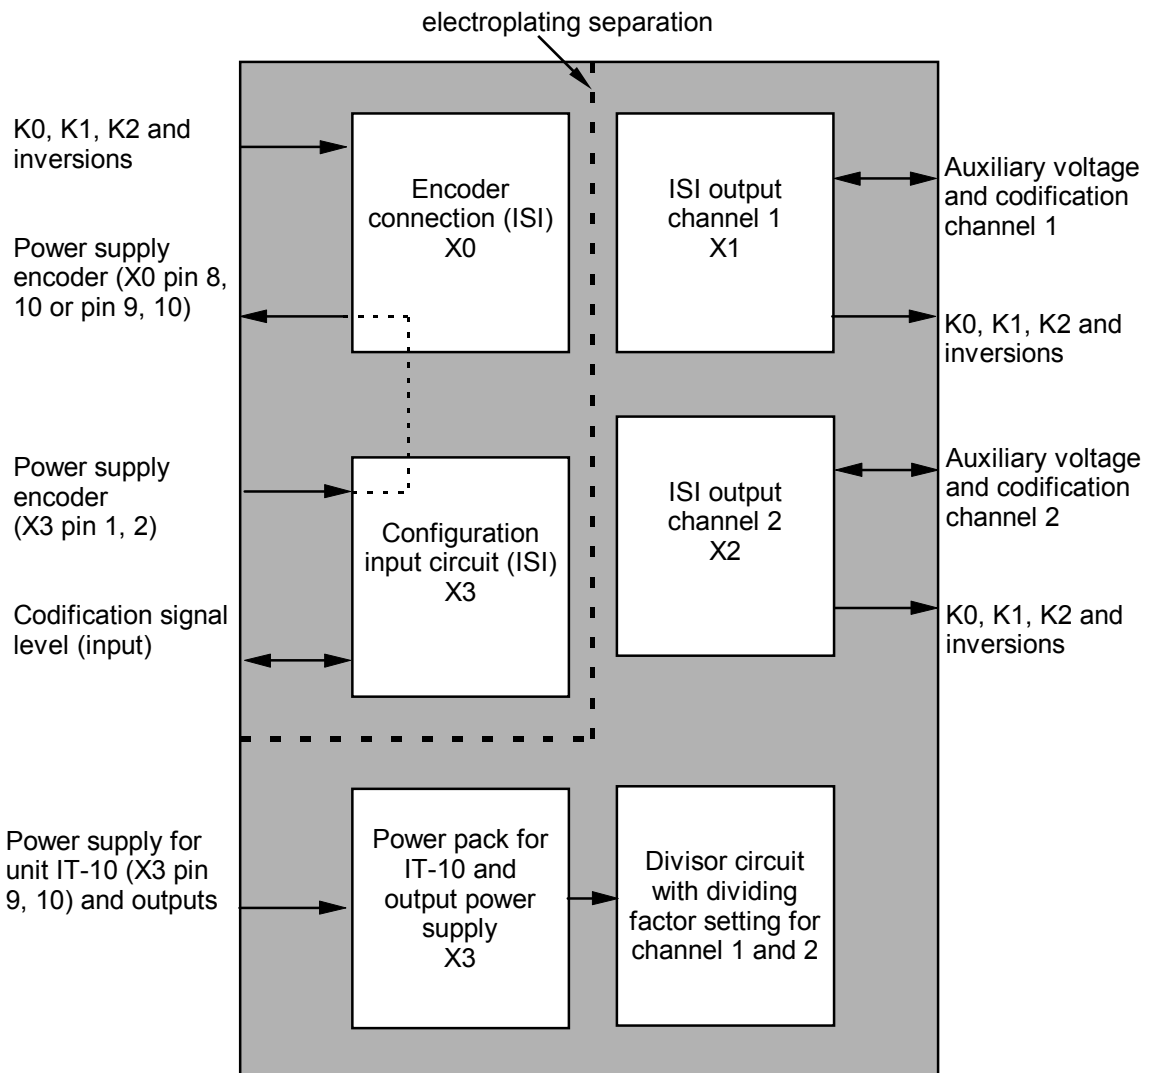 electroplating separation
K0, K1, K2 and
inversions
Encoder
connection (ISI)
X0
ISI output
channel 1
X1
Auxiliary voltage
and codification
channel 1
Power supply
encoder (X0 pin 8,
10 or pin 9, 10)
K0, K1, K2 and
inversions
Power supply
encoder
(X3 pin 1, 2)
Configuration
input circuit (ISI)
X3
ISI output
channel 2
X2
Auxiliary voltage
and codification
channel 2
Codification signal
level (input)
K0, K1, K2 and
inversions
Power supply for
unit IT-10 (X3 pin
9, 10) and outputs
Power pack for
IT-10 and
output power
supply
X3
Divisor circuit
with dividing
factor setting for
channel 1 and 2